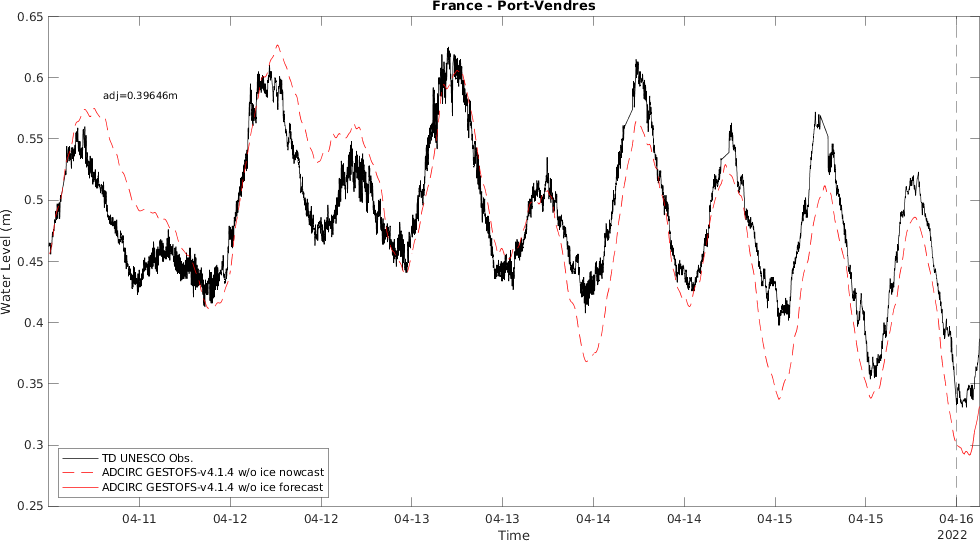 France - Port-Vendres
adj=0.39646m
0.65
0.6
0.55
0.5
0.45
0.4
0.35
0.3
0.25
Water Level (m)
TD UNESCO Obs.
ADCIRC GESTOFS-v4.1.4 w/o ice nowcast
ADCIRC GESTOFS-v4.1.4 w/o ice forecast
04-11 04-12 04-12 04-13 04-13 04-14 04-14 04-15 04-15 04-16
2022
Time